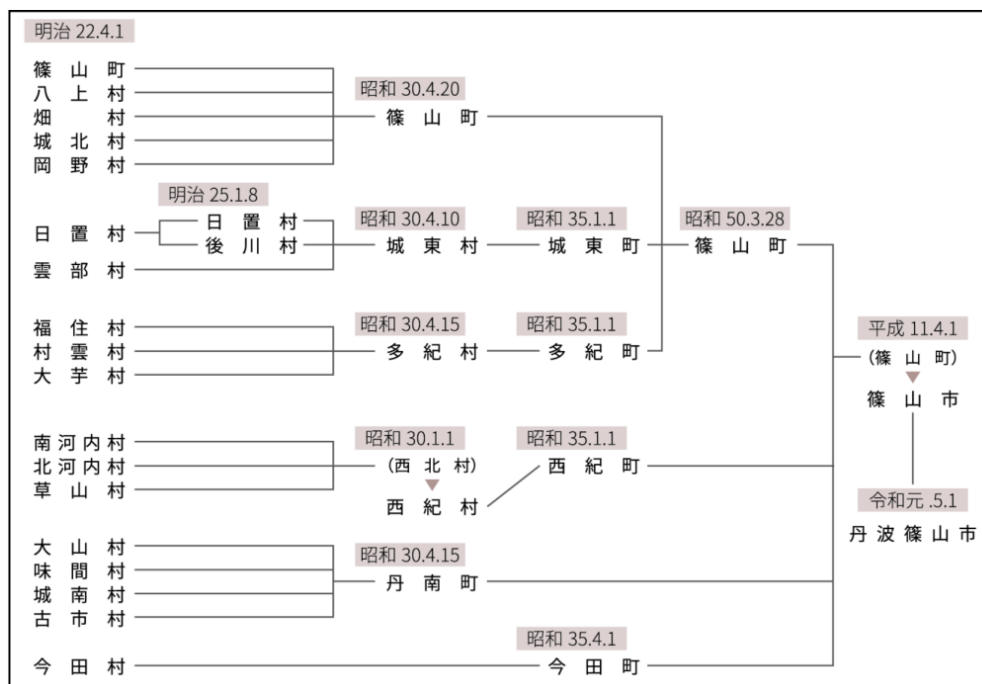 明治 22.4.1
篠山町
八上村
畑村
城北村
岡野村
昭和 30.4.20
篠山町
明治 25.1.8
日置村
日置村
後川村
雲部村
昭和 30.4.10
城東村
昭和 35.1.1
城東町
昭和 50.3.28
篠山町
福住村
村雲村
大芋村
昭和 30.4.15
多紀村
昭和 35.1.1
多紀町
平成 11.4.1
(篠山町)
▼
篠山市
南河内村
北河内村
草山村
昭和 30.1.1
(西北村)
▼
西紀村
昭和 35.1.1
西紀町
令和元 .5.1
丹波篠山市
大山村
味間村
城南村
古市村
昭和 30.4.15
丹南町
今田村
昭和 35.4.1
今田町